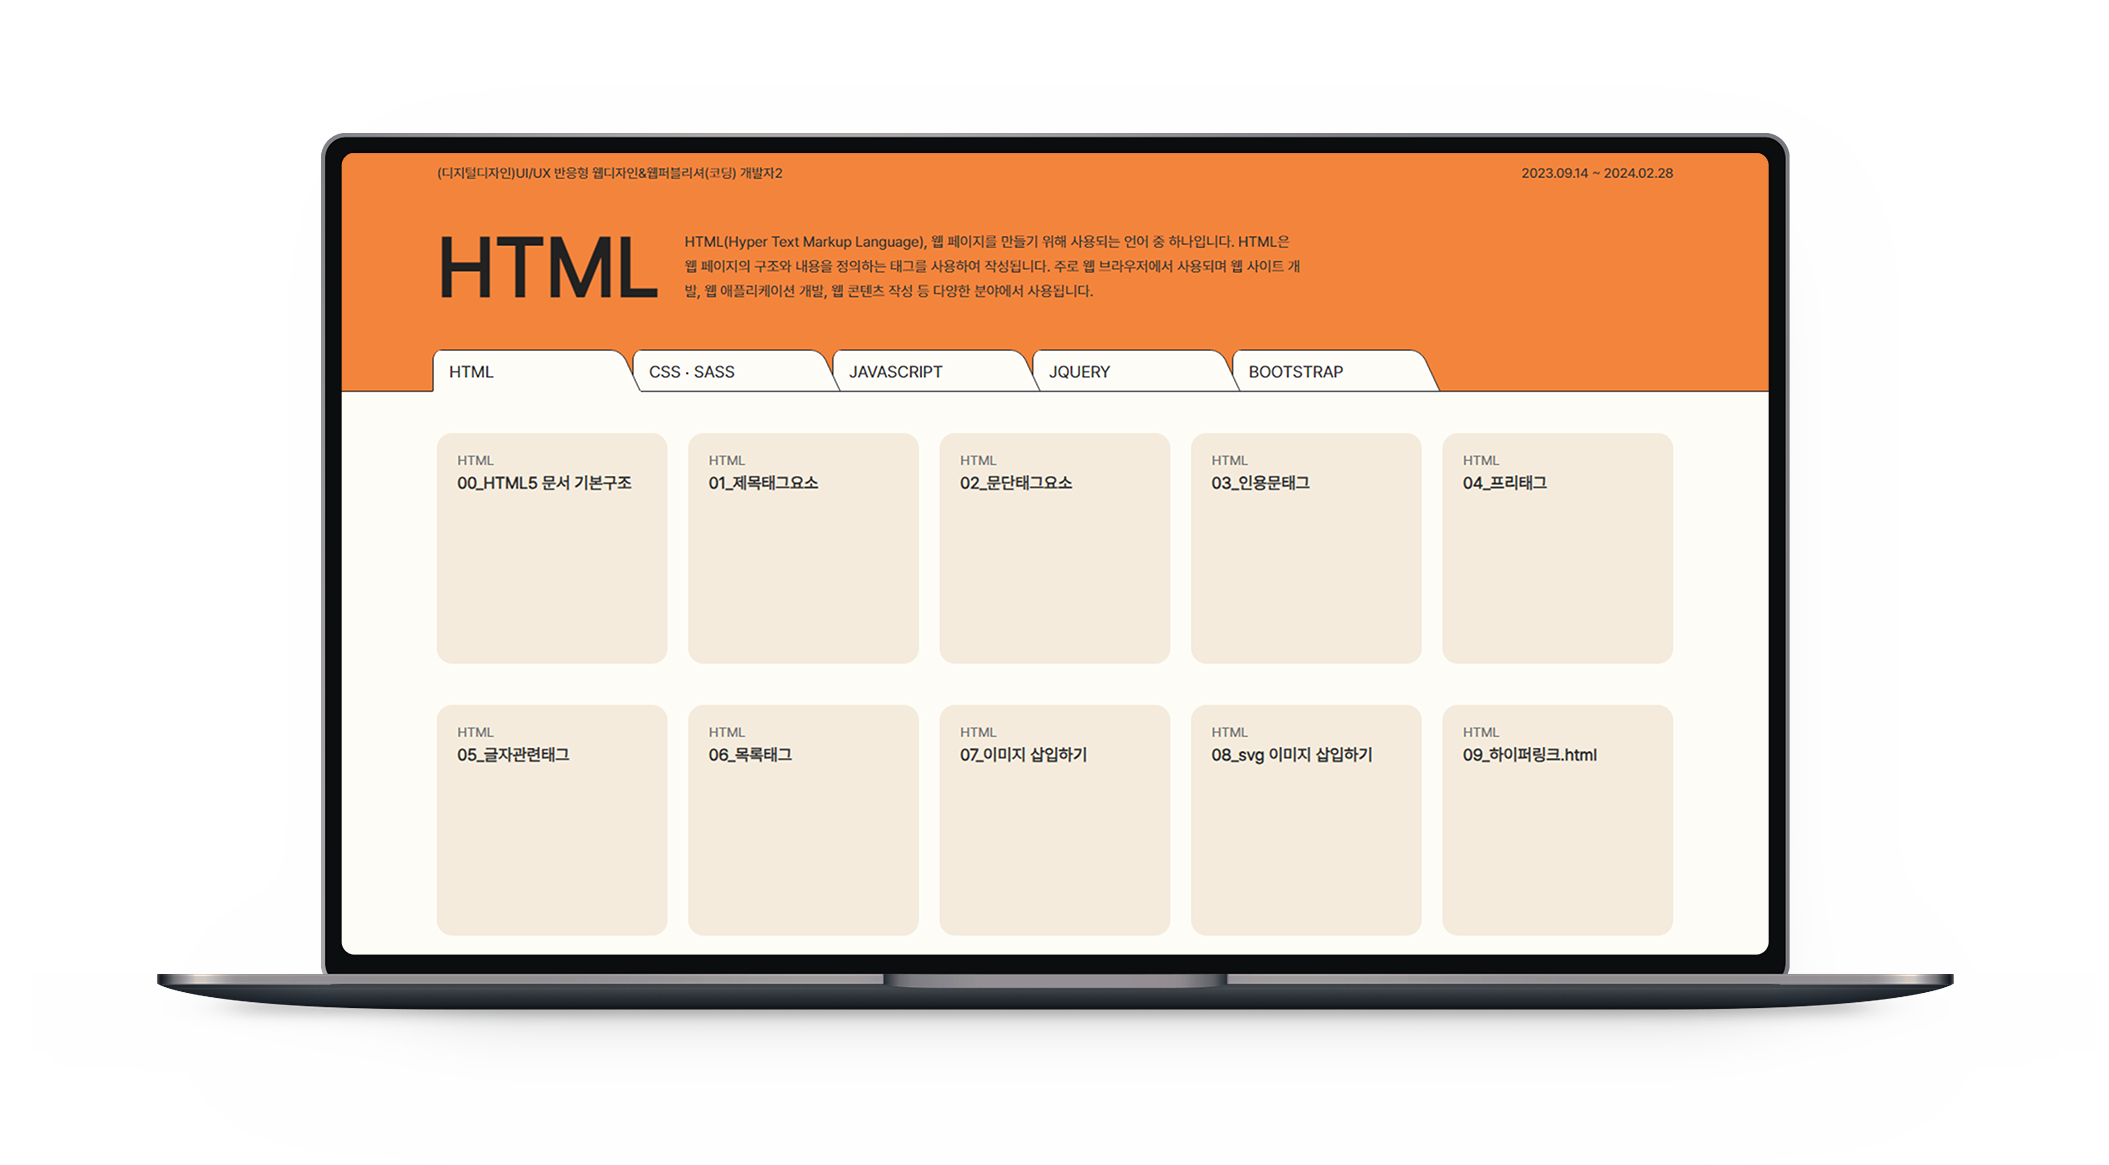 (디지털디자인)UI/UX 반응형 웹디자인&웹퍼블리셔(코딩) 개발자2
2023.09.14 ~ 2024.02.28
HTML
HTML(Hyper Text Markup Language), 웹 페이지를 만들기 위해 사용되는 언어 중 하나입니다. HTML은
웹 페이지의 구조와 내용을 정의하는 태그를 사용하여 작성됩니다. 주로 웹 브라우저에서 사용되며 웹 사이트 개
발, 웹 애플리케이션 개발, 웹 콘텐츠 작성 등 다양한 분야에서 사용됩니다.
HTML
CSS · SASS
JAVASCRIPT
JQUERY
BOOTSTRAP
HTML
00_HTML5 문서 기본구조
HTML
01_제목태그요소
HTML
02_문단태그요소
HTML
03_인용문태그
HTML
04_프리태그
HTML
05_글자관련태그
HTML
06_목록태그
HTML
07_이미지 삽입하기
HTML
08_svg 이미지 삽입하기
HTML
09_하이퍼링크.html